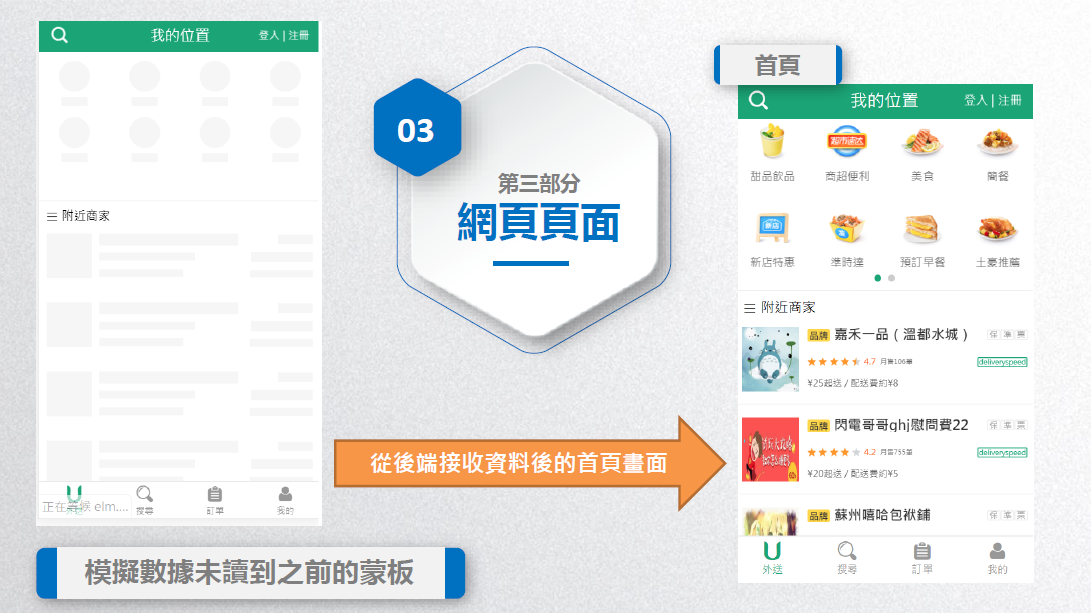 我的位置
登入 | 註冊
附近商家
正在等候 elm....
外送
搜尋
訂單
我的
模擬數據未讀到之前的蒙板
03
第三部分
網頁頁面
從後端接收資料後的首頁畫面
首頁
我的位置
登入 | 註冊
甜品飲品
商超便利
美食
簡餐
新店特惠
準時達
預訂早餐
土豪推薦
附近商家
品牌 嘉禾一品（溫都水城）
保 準 票
4.7 月售106單
deliveryspeed
¥25起送 / 配送費約¥8
品牌 閃電哥哥ghj慰問費22
保 準 票
4.2 月售755單
deliveryspeed
¥20起送 / 配送費約¥5
品牌 蘇州嘻哈包袱鋪
保 準 票
外送
搜尋
訂單
我的